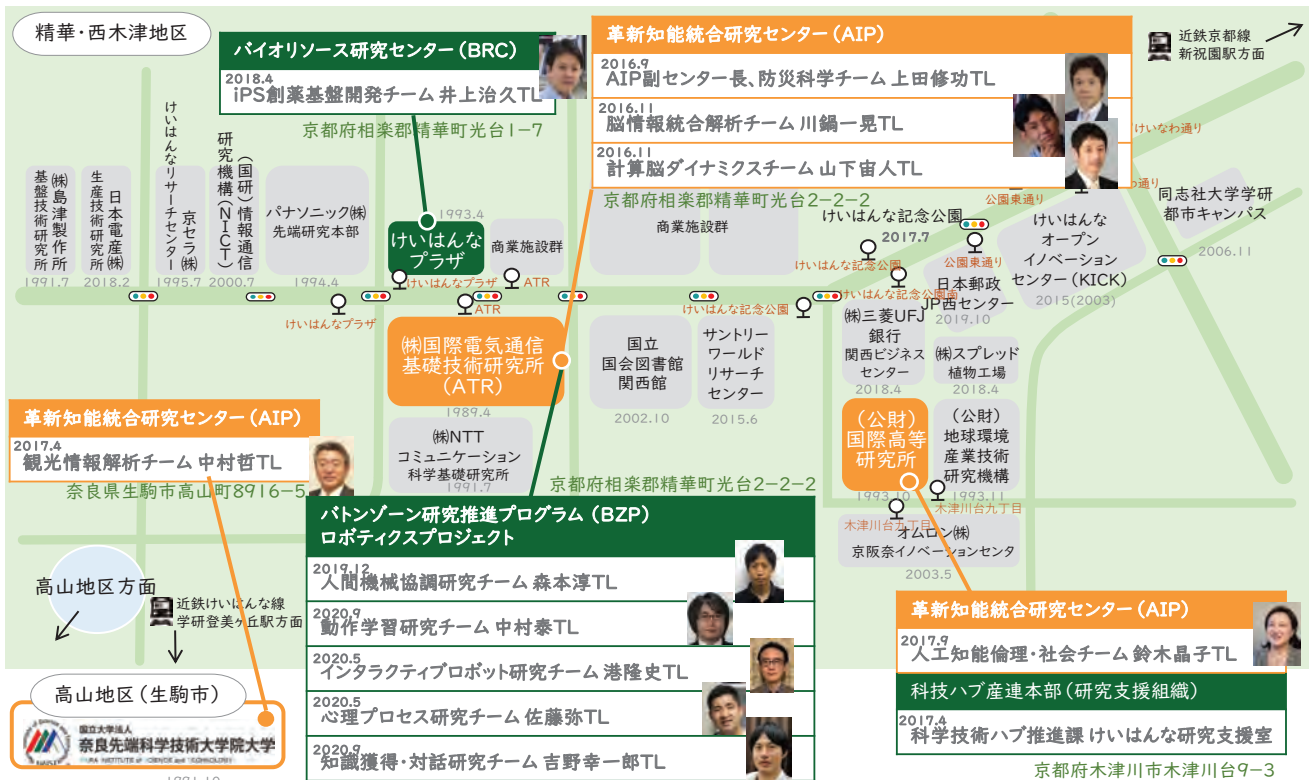 精華・西木津地区
バイオリソース研究センター（BRC）
2018.4
iPS創薬基盤開発チーム 井上治久TL
京都府相楽郡精華町光台1-7
革新知能統合研究センター（AIP）
2016.9
AIP副センター長、防災科学チーム 上田修功TL
2016.11
脳情報統合解析チーム 川鍋一晃TL
2016.11
計算脳ダイナミクスチーム 山下宙人TL
京都府相楽郡精華町光台2-2-2
近鉄京都線
新祝園駅方面
けいなわ通り
わ通り
公園東通り
同志社大学学研
都市キャンパス
2006.11
㈱島津製作所
基盤技術研究所
1991.7
日本電産㈱
生産技術研究所
2018.2
けいはんなリサーチセンター
京セラ㈱
1995.7
（国研）情報通信
研究機構（NICT）
2000.7
パナソニック㈱
先端研究本部
1994.4
1993.4
けいはんな
プラザ
商業施設群
けいはんなプラザ
ATR
けいはんなプラザ
ATR
商業施設群
けいはんな記念公園
2017.7
けいはんな記念公園
公園東通り
けいはんな
オープン
イノベーション
センター（KICK）
2015(2003)
けいはんな記念公園
けいはんな記念公園南
日本郵政
JP西センター
2019.10
㈱国際電気通信
基礎技術研究所
（ATR）
1989.4
国立
国会図書館
関西館
2002.10
サントリー
ワールド
リサーチ
センター
2015.6
㈱三菱UFJ
銀行
関西ビジネス
センター
2018.4
㈱スプレッド
植物工場
2018.4
㈱NTT
コミュニケーション
科学基礎研究所
1991.7
（公財）
国際高等
研究所
1993.10
（公財）
地球環境
産業技術
研究機構
1993.11
木津川台九丁目
木津川台九丁目
オムロン㈱
京阪奈イノベーションセンタ
2003.5
革新知能統合研究センター（AIP）
2017.4
観光情報解析チーム 中村哲TL
奈良県生駒市高山町8916-5
京都府相楽郡精華町光台2-2-2
バトンゾーン研究推進プログラム（BZP）
ロボティクスプロジェクト
2019.12
人間機械協調研究チーム 森本淳TL
2020.9
動作学習研究チーム 中村泰TL
2020.5
インタラクティブロボット研究チーム 港隆史TL
2020.5
心理プロセス研究チーム 佐藤弥TL
2020.9
知識獲得・対話研究チーム 吉野幸一郎TL
高山地区方面
近鉄けいはんな線
学研登美ヶ丘駅方面
高山地区（生駒市）
国立大学法人
奈良先端科学技術大学院大学
NARA INSTITUTE of SCIENCE and TECHNOLOGY
1991.10
革新知能統合研究センター（AIP）
2017.9
人工知能倫理・社会チーム 鈴木晶子TL
科技ハブ産連本部（研究支援組織）
2017.4
科学技術ハブ推進課 けいはんな研究支援室
京都府木津川市木津川台9-3